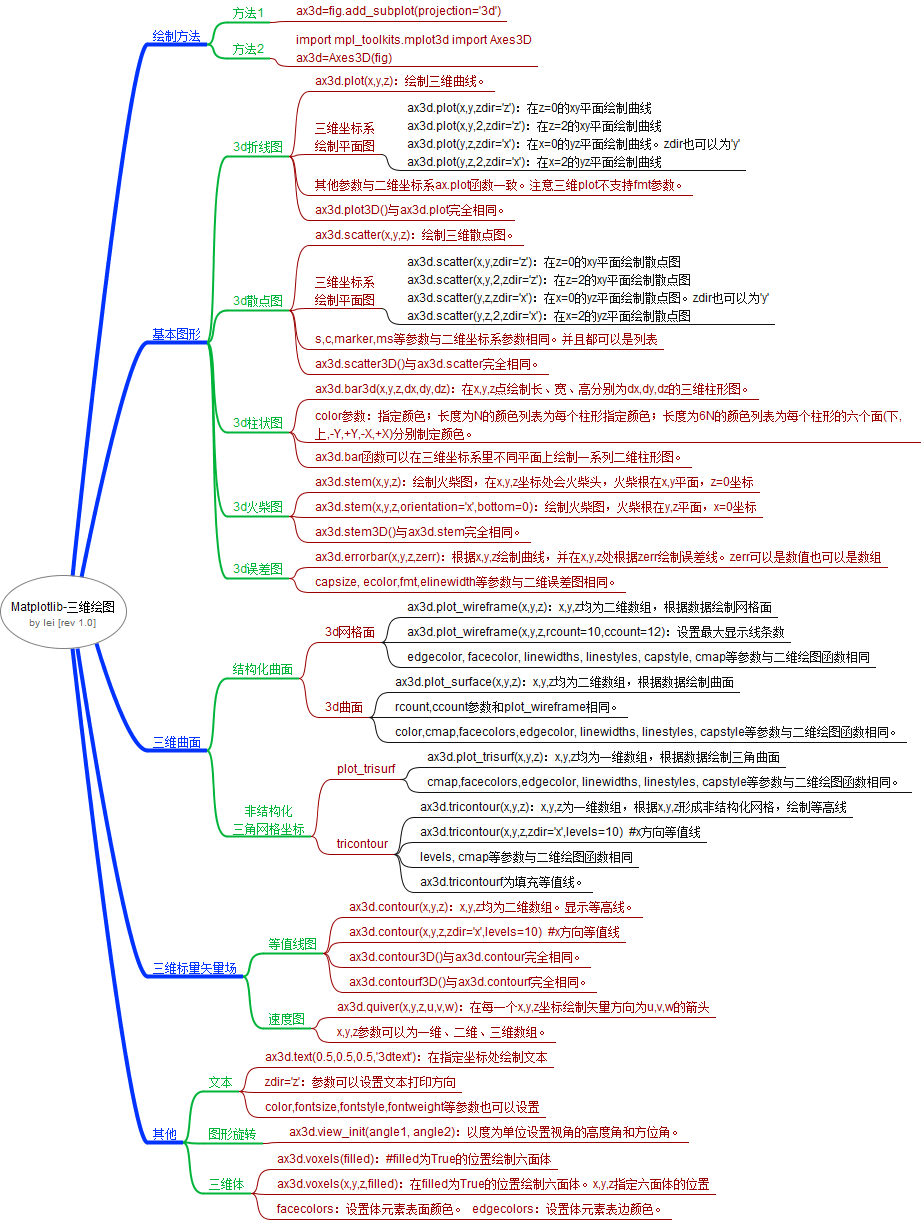 Matplotlib-三维绘图
by lei [rev 1.0]
绘制方法
方法1
ax3d=fig.add_subplot(projection='3d')
方法2
import mpl_toolkits.mplot3d import Axes3D
ax3d=Axes3D(fig)
基本图形
3d折线图
ax3d.plot(x,y,z)：绘制三维曲线。
三维坐标系
绘制平面图
ax3d.plot(x,y,zdir='z')：在z=0的xy平面绘制曲线
ax3d.plot(x,y,2,zdir='z')：在z=2的xy平面绘制曲线
ax3d.plot(y,z,zdir='x')：在x=0的yz平面绘制曲线。zdir也可以为'y'
ax3d.plot(y,z,2,zdir='x')：在x=2的yz平面绘制曲线
其他参数与二维坐标系ax.plot函数一致。注意三维plot不支持fmt参数。
ax3d.plot3D()与ax3d.plot完全相同。
3d散点图
ax3d.scatter(x,y,z)：绘制三维散点图。
三维坐标系
绘制平面图
ax3d.scatter(x,y,zdir='z')：在z=0的xy平面绘制散点图
ax3d.scatter(x,y,2,zdir='z')：在z=2的xy平面绘制散点图
ax3d.scatter(y,z,zdir='x')：在x=0的yz平面绘制散点图。zdir也可以为'y'
ax3d.scatter(y,z,2,zdir='x')：在x=2的yz平面绘制散点图
s,c,marker,ms等参数与二维坐标系参数相同。并且都可以是列表
ax3d.scatter3D()与ax3d.scatter完全相同。
3d柱状图
ax3d.bar3d(x,y,z,dx,dy,dz)：在x,y,z点绘制长、宽、高分别为dx,dy,dz的三维柱形图。
color参数：指定颜色；长度为N的颜色列表为每个柱形指定颜色；长度为6N的颜色列表为每个柱形的六个面(下,
上,-Y,+Y,-X,+X)分别制定颜色。
ax3d.bar函数可以在三维坐标系里不同平面上绘制一系列二维柱形图。
3d火柴图
ax3d.stem(x,y,z)：绘制火柴图，在x,y,z坐标处会火柴头，火柴根在x,y平面，z=0坐标
ax3d.stem(x,y,z,orientation='x',bottom=0)：绘制火柴图，火柴根在y,z平面，x=0坐标
ax3d.stem3D()与ax3d.stem完全相同。
3d误差图
ax3d.errorbar(x,y,z,zerr)：根据x,y,z绘制曲线，并在x,y,z处根据zerr绘制误差线。zerr可以是数值也可以是数组
capsize, ecolor,fmt,elinewidth等参数与二维误差图相同。
三维曲面
结构化曲面
3d网格面
ax3d.plot_wireframe(x,y,z)：x,y,z均为二维数组，根据数据绘制网格面
ax3d.plot_wireframe(x,y,z,rcount=10,ccount=12)：设置最大显示线条数
edgecolor, facecolor, linewidths, linestyles, capstyle, cmap等参数与二维绘图函数相同
3d曲面
ax3d.plot_surface(x,y,z)：x,y,z均为二维数组，根据数据绘制曲面
rcount,ccount参数和plot_wireframe相同。
color,cmap,facecolors,edgecolor, linewidths, linestyles, capstyle等参数与二维绘图函数相同。
非结构化
三角网格坐标
plot_trisurf
ax3d.plot_trisurf(x,y,z)：x,y,z均为一维数组，根据数据绘制三角曲面
cmap,facecolors,edgecolor, linewidths, linestyles, capstyle等参数与二维绘图函数相同。
tricontour
ax3d.tricontour(x,y,z)：x,y,z为一维数组，根据x,y,z形成非结构化网格，绘制等高线
ax3d.tricontour(x,y,z,zdir='x',levels=10) #x方向等值线
levels, cmap等参数与二维绘图函数相同
ax3d.tricontourf为填充等值线。
三维标量矢量场
等值线图
ax3d.contour(x,y,z)：x,y,z均为二维数组。显示等高线。
ax3d.contour(x,y,z,zdir='x',levels=10) #x方向等值线
ax3d.contour3D()与ax3d.contour完全相同。
ax3d.contourf3D()与ax3d.contourf完全相同。
速度图
ax3d.quiver(x,y,z,u,v,w)：在每一个x,y,z坐标绘制矢量方向为u,v,w的箭头
x,y,z参数可以为一维、二维、三维数组。
其他
文本
ax3d.text(0.5,0.5,0.5,'3dtext')：在指定坐标处绘制文本
zdir='z'：参数可以设置文本打印方向
color,fontsize,fontstyle,fontweight等参数也可以设置
图形旋转
ax3d.view_init(angle1, angle2)：以度为单位设置视角的高度角和方位角。
三维体
ax3d.voxels(filled)：#filled为True的位置绘制六面体
ax3d.voxels(x,y,z,filled)：在filled为True的位置绘制六面体。x,y,z指定六面体的位置
facecolors：设置体元素表面颜色。 edgecolors：设置体元素表边颜色。